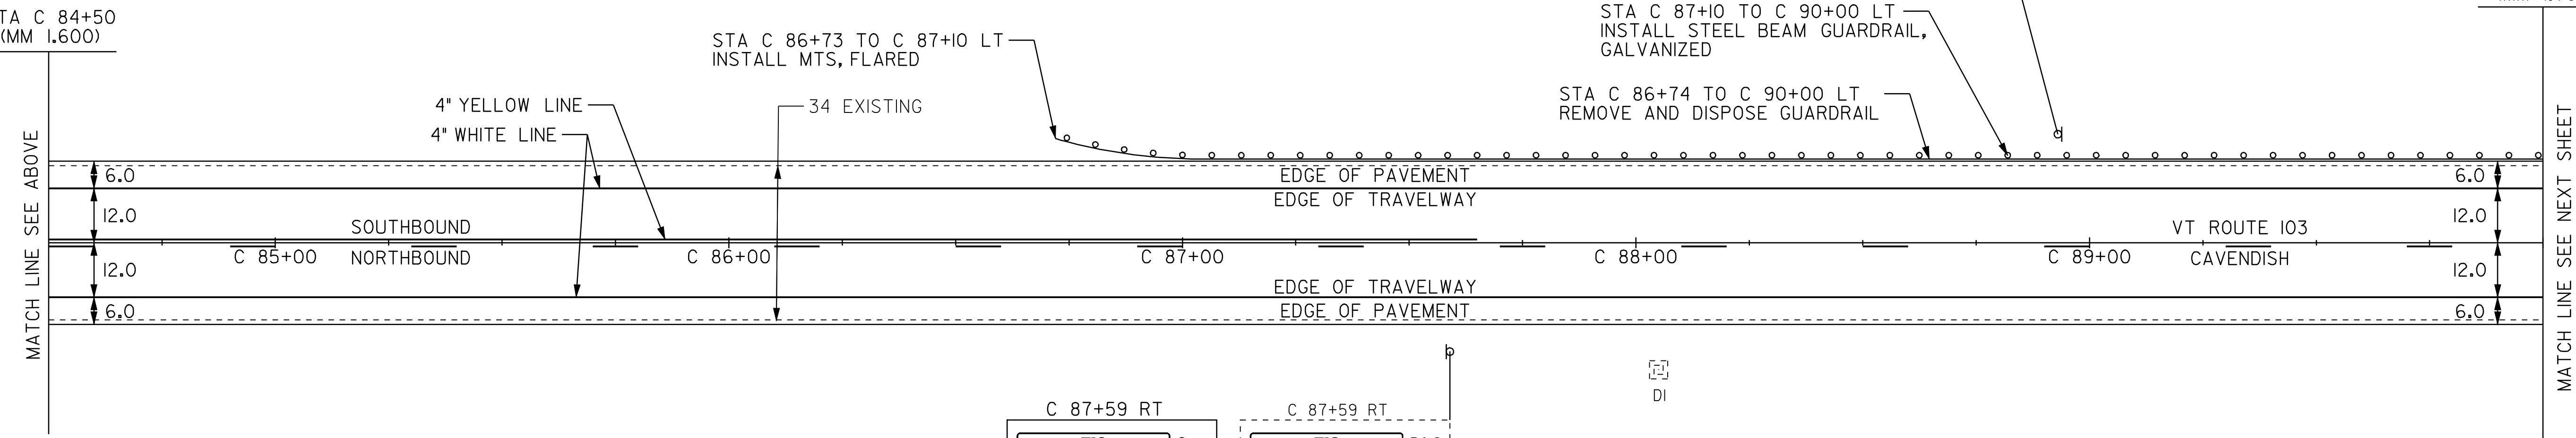 TA C 84+50
(MM 1.600)
STA C 86+73 TO C 87+10 LT
INSTALL MTS, FLARED
STA C 87+10 TO C 90+00 LT
INSTALL STEEL BEAM GUARDRAIL,
GALVANIZED
STA C 86+74 TO C 90+00 LT
REMOVE AND DISPOSE GUARDRAIL
4" YELLOW LINE
34 EXISTING
4" WHITE LINE
MATCH LINE SEE ABOVE
MATCH LINE SEE NEXT SHEET
6.0
EDGE OF PAVEMENT
6.0
EDGE OF TRAVELWAY
12.0
12.0
SOUTHBOUND
VT ROUTE 103
C 85+00
NORTHBOUND
C 86+00
C 87+00
C 88+00
C 89+00
CAVENDISH
12.0
12.0
EDGE OF TRAVELWAY
6.0
EDGE OF PAVEMENT
6.0
DI
C 87+59 RT
C 87+59 RT